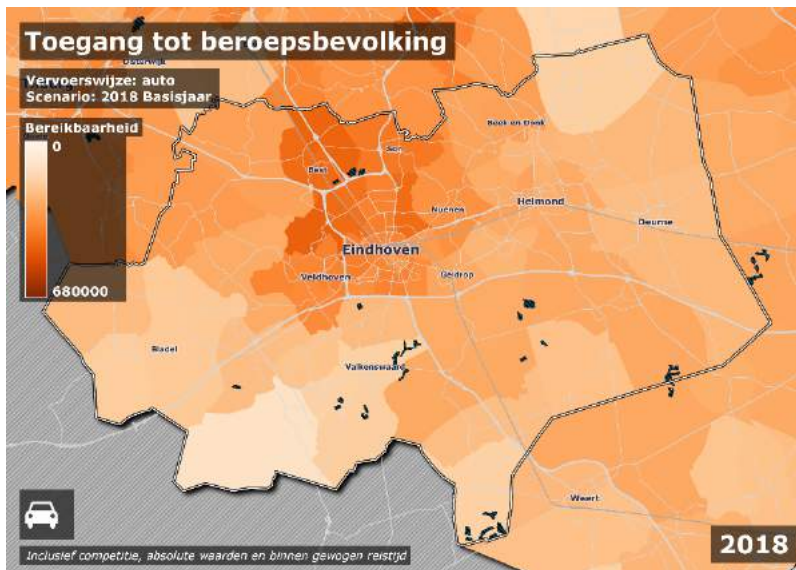 Toegang tot beroepsbevolking
Oisterwijk
Vervoerswijze: auto
Scenario: 2018 Basisjaar
Bereikbaarheid
0
680000
Beek en Donk
Best
Son
Nuenen
Helmond
Deurne
Eindhoven
Veldhoven
Geldrop
Bladel
Valkenswaard
Weert
2018
Inclusief competitie, absolute waarden en binnen gewogen reistijd